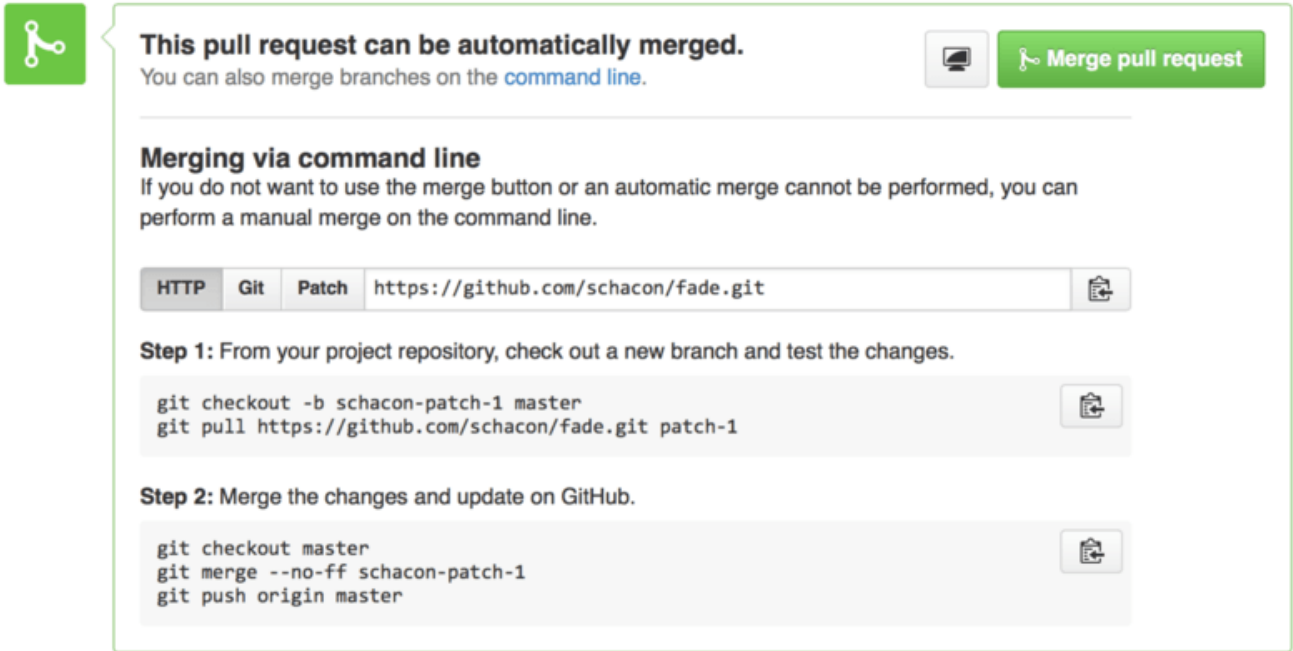 This pull request can be automatically merged.
You can also merge branches on the command line.
Merge pull request
Merging via command line
If you do not want to use the merge button or an automatic merge cannot be performed, you can
perform a manual merge on the command line.
HTTP Git Patch https://github.com/schacon/fade.git
Step 1: From your project repository, check out a new branch and test the changes.
git checkout -b schacon-patch-1 master
git pull https://github.com/schacon/fade.git patch-1
Step 2: Merge the changes and update on GitHub.
git checkout master
git merge --no-ff schacon-patch-1
git push origin master